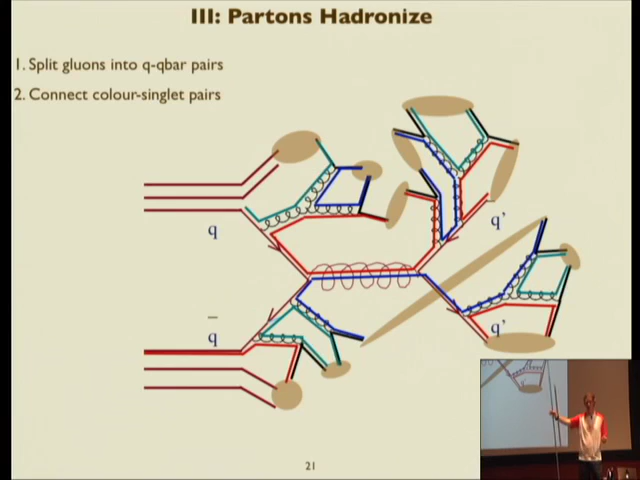 III: Partons Hadronize
1. Split gluons into q-qbar pairs
2. Connect colour-singlet pairs
q
q'
q
q'
21